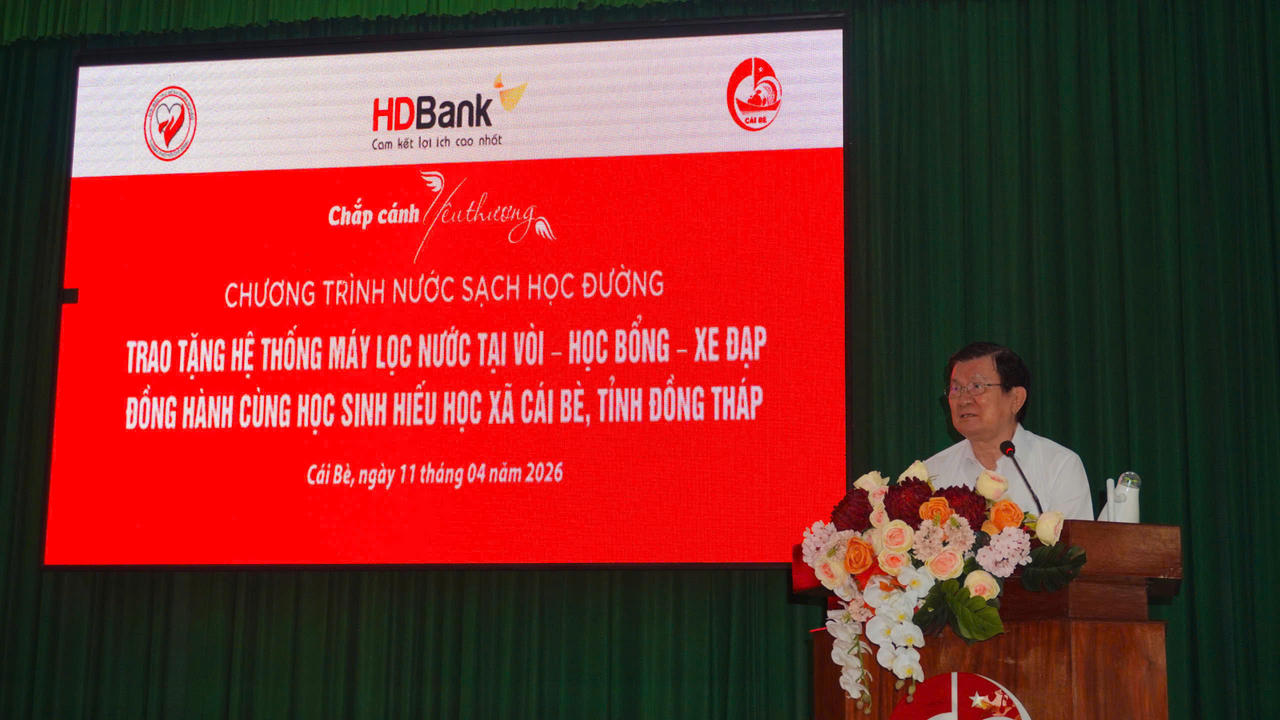 HDBank
Cam kết lợi ích cao nhất
CÁI BÈ
Chắp cánh Yêu thương
CHƯƠNG TRÌNH NƯỚC SẠCH HỌC ĐƯỜNG
TRAO TẶNG HỆ THỐNG MÁY LỌC NƯỚC TẠI VÒI – HỌC BỔNG – XE ĐẠP
ĐỒNG HÀNH CÙNG HỌC SINH HIẾU HỌC XÃ CÁI BÈ, TỈNH ĐỒNG THÁP
Cái Bè, ngày 11 tháng 04 năm 2026